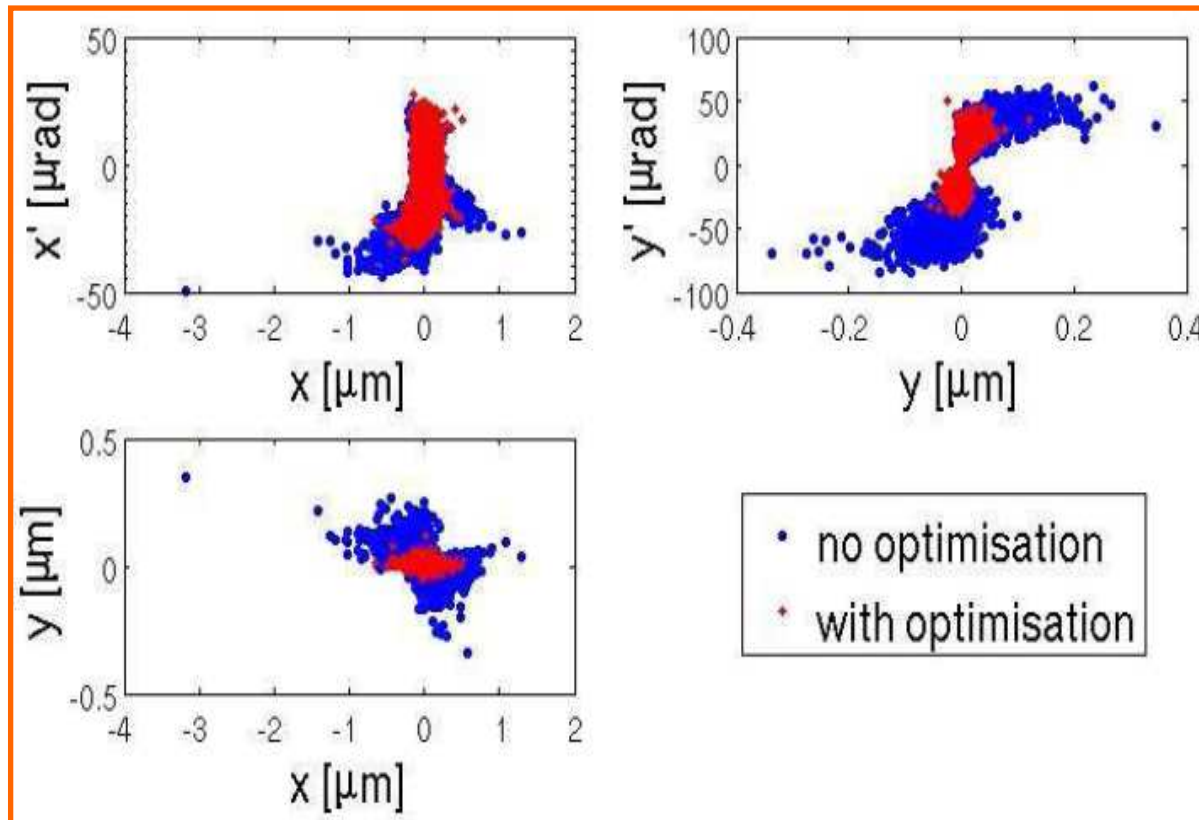 50
0
-50
x' [μrad]
-4 -3 -2 -1 0 1 2
x [μm]
100
50
0
-50
-100
y' [μrad]
-0.4 -0.2 0 0.2 0.4
y [μm]
0.5
0
-0.5
y [μm]
-4 -3 -2 -1 0 1 2
x [μm]
no optimisation
with optimisation